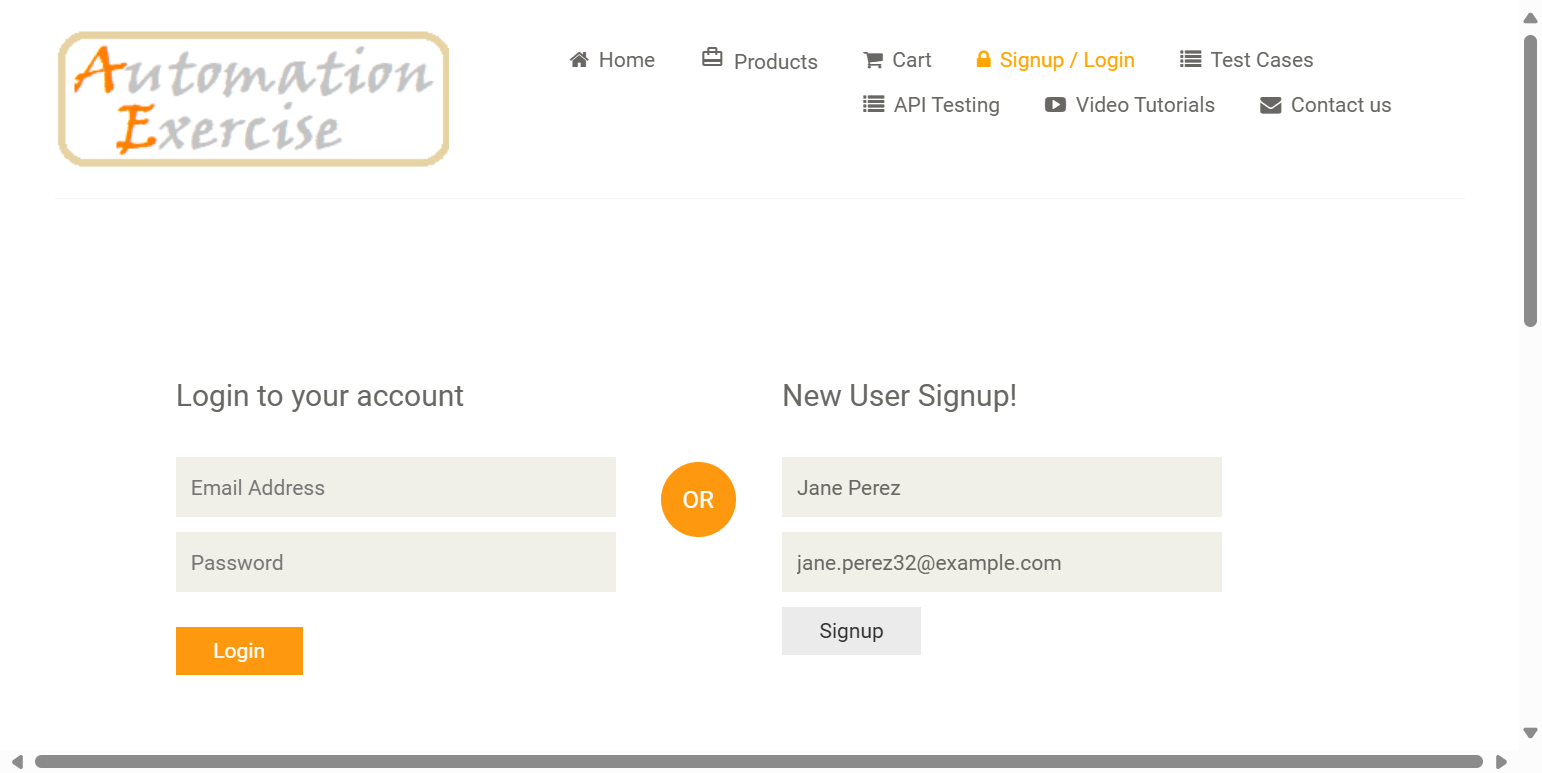 Automation
Exercise
Home Products Cart Signup / Login Test Cases
API Testing Video Tutorials Contact us
Login to your account
Email Address
Password
Login
OR
New User Signup!
Jane Perez
jane.perez32@example.com
Signup